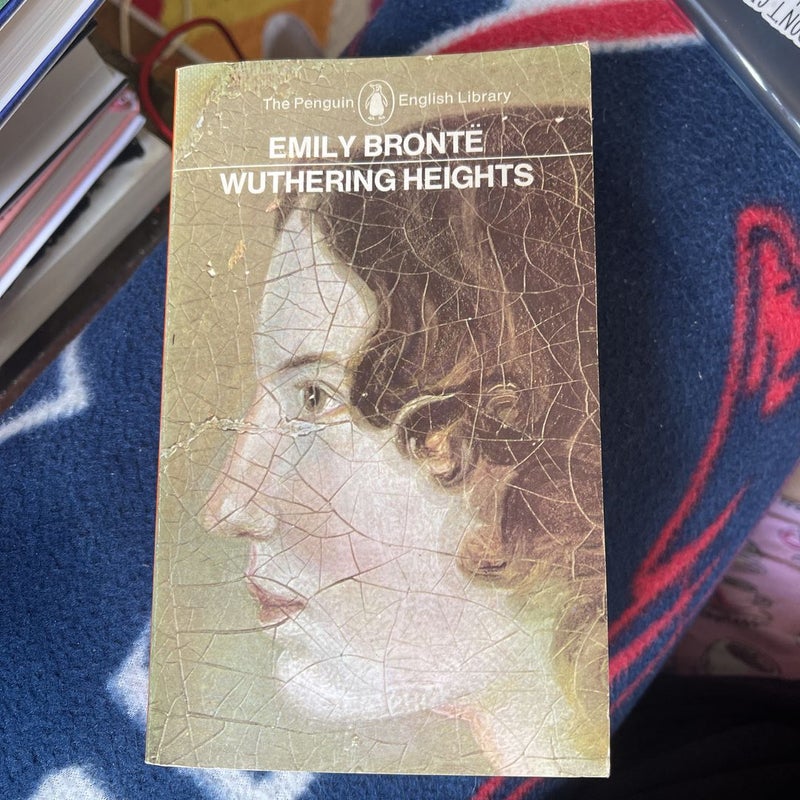 The Penguin English Library
EMILY BRONTË
WUTHERING HEIGHTS